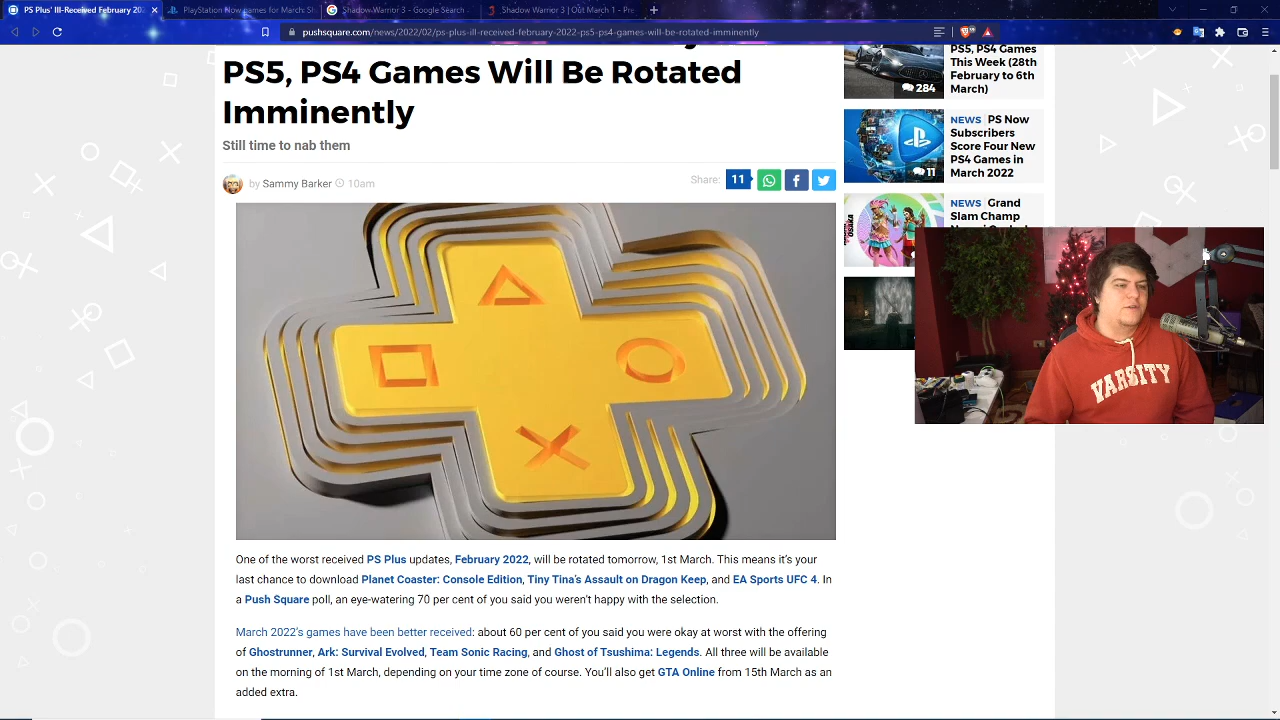 PS Plus' Ill-Received February 202
PlayStation Now games for March: Sh
Shadow Warrior 3 - Google Search
Shadow Warrior 3 | Out March 1 - Pre
pushsquare.com/news/2022/02/ps-plus-ill-received-february-2022-ps5-ps4-games-will-be-rotated-imminently
PS5, PS4 Games Will Be Rotated
Imminently
Still time to nab them
by Sammy Barker 10am
Share: 11
PS5, PS4 Games
This Week (28th
February to 6th
March)
284
NEWS PS Now
Subscribers
Score Four New
PS4 Games in
March 2022
11
NEWS Grand
Slam Champ
OSAKA
VARSITY
One of the worst received PS Plus updates, February 2022, will be rotated tomorrow, 1st March. This means it's your
last chance to download Planet Coaster: Console Edition, Tiny Tina's Assault on Dragon Keep, and EA Sports UFC 4. In
a Push Square poll, an eye-watering 70 per cent of you said you weren't happy with the selection.
March 2022's games have been better received: about 60 per cent of you said you were okay at worst with the offering
of Ghostrunner, Ark: Survival Evolved, Team Sonic Racing, and Ghost of Tsushima: Legends. All three will be available
on the morning of 1st March, depending on your time zone of course. You'll also get GTA Online from 15th March as an
added extra.